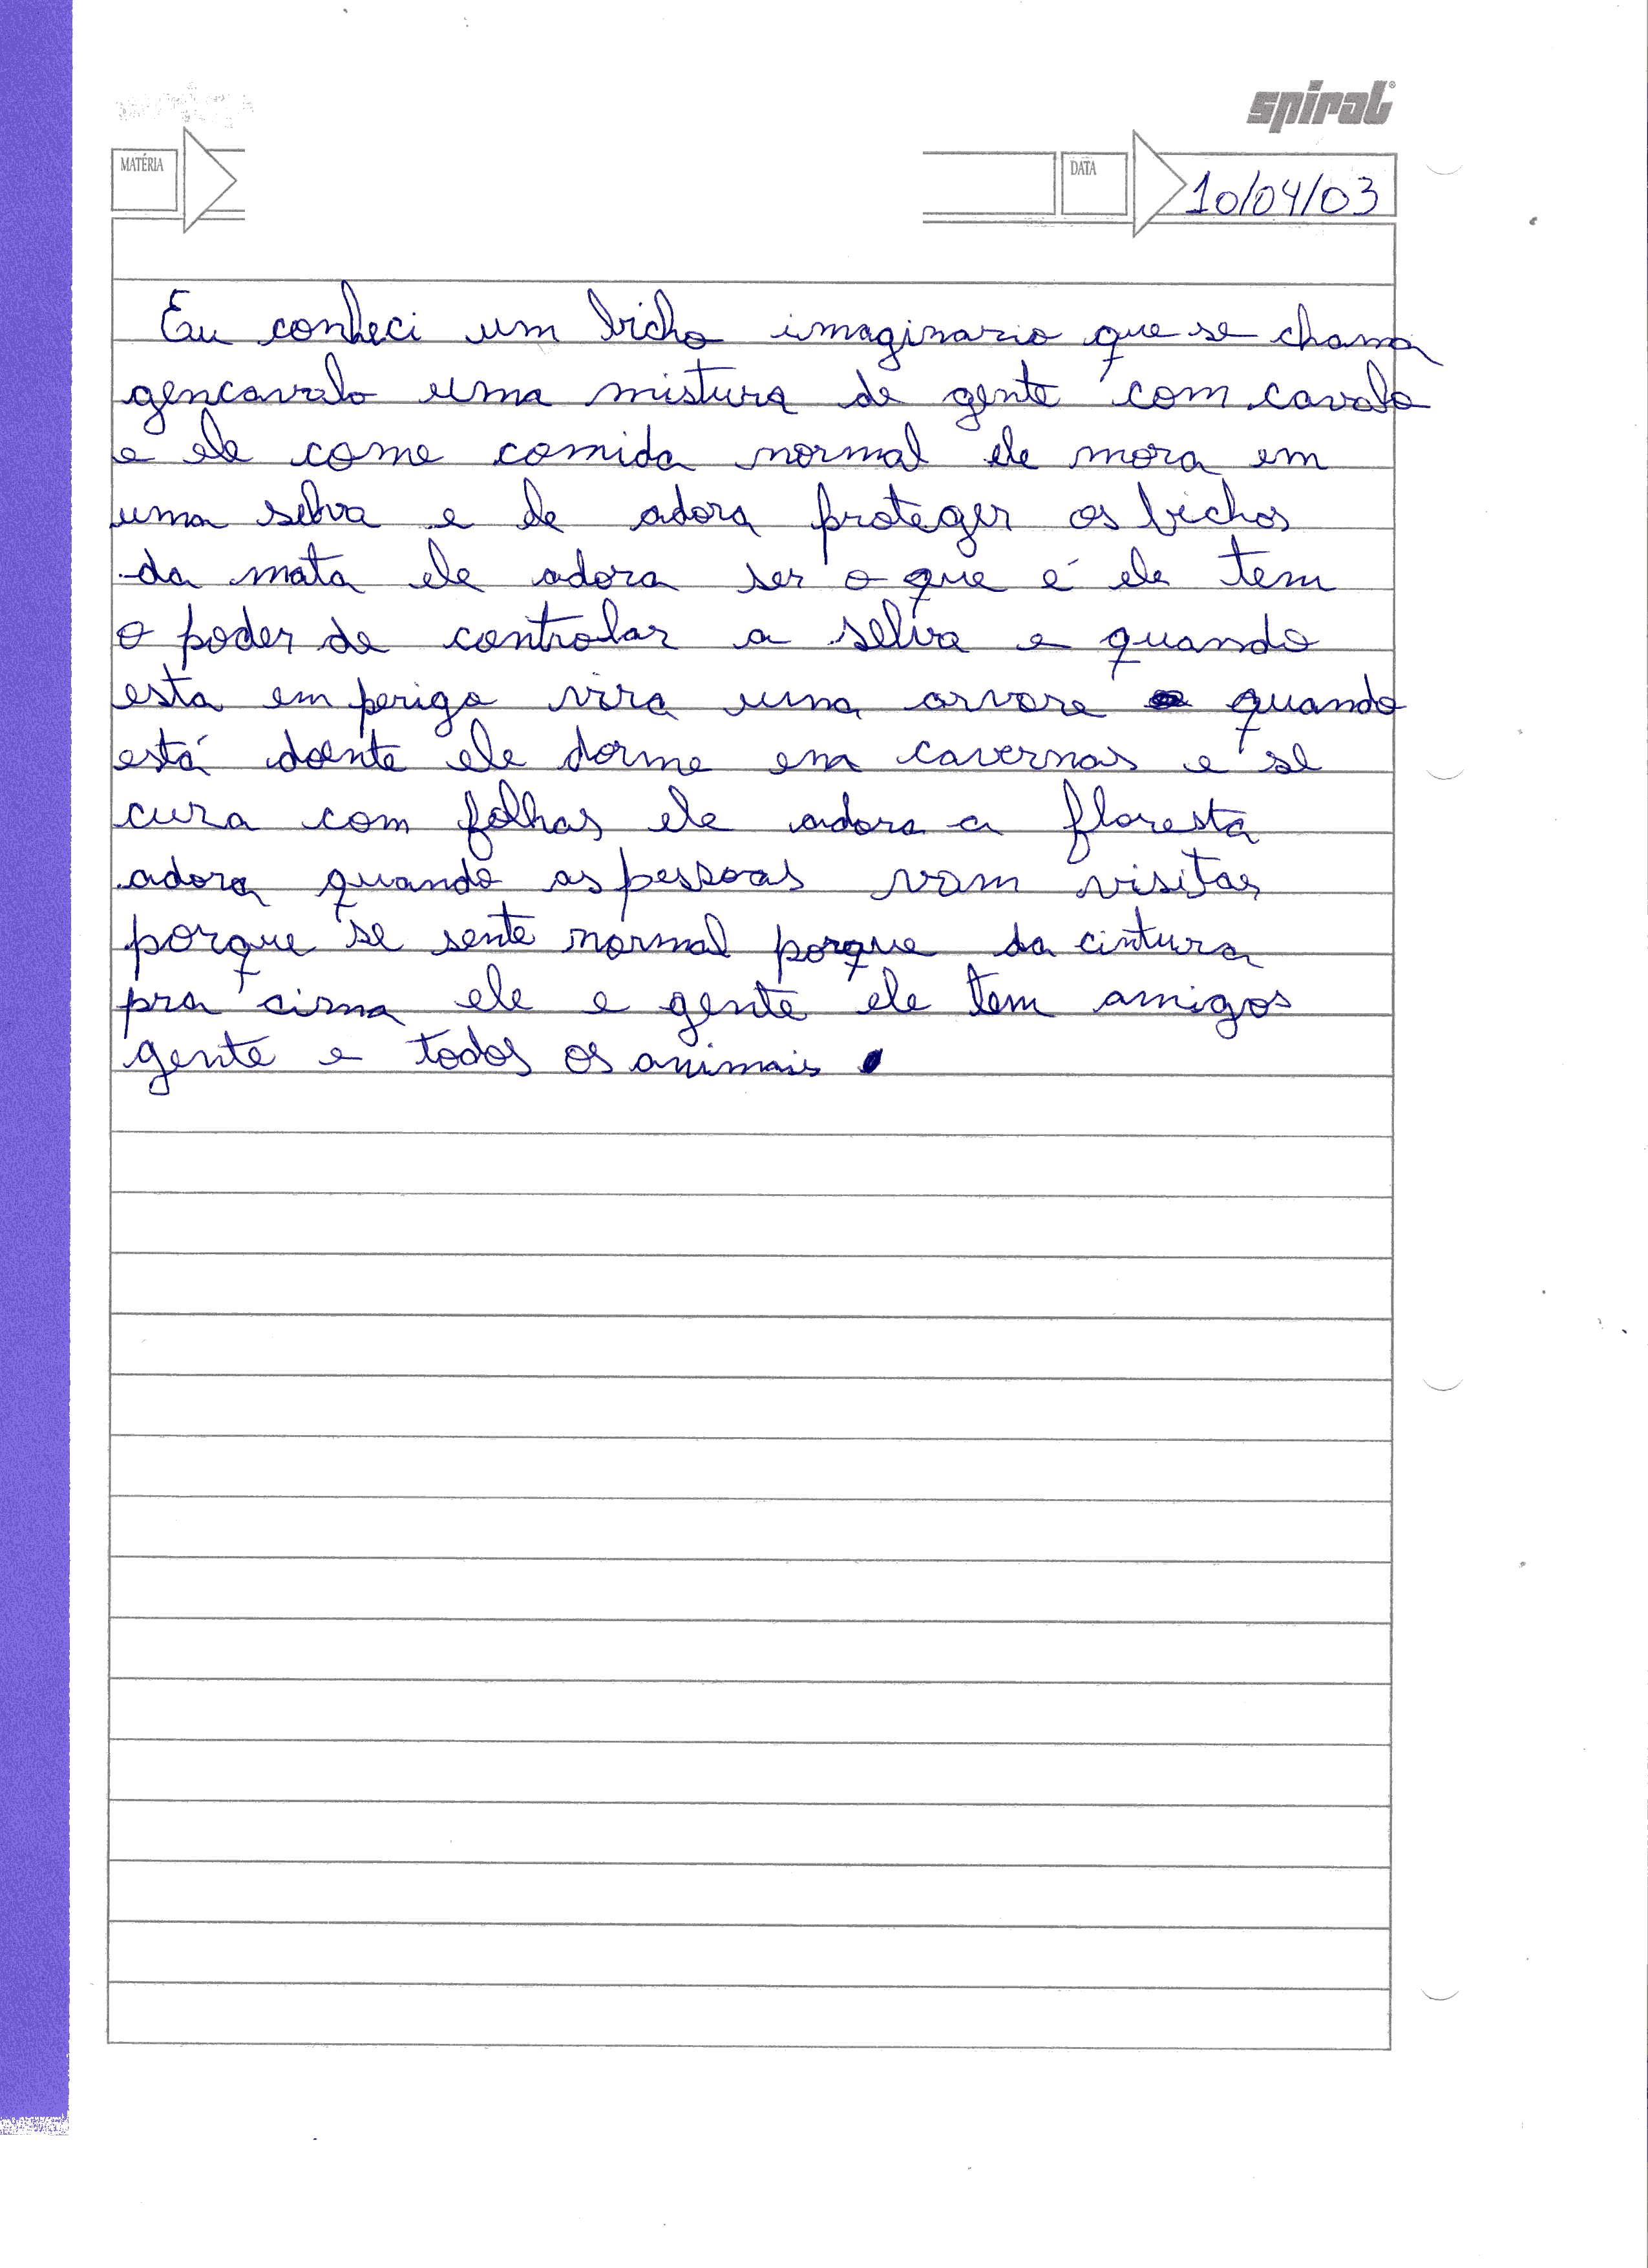 spiral®
MATÉRIA
DATA 10/04/03
Eu conheci um bicho imaginario que se chama
gencavalo uma mistura de gente com cavalo
e ele come comida normal ele mora em
uma selva e ele adora proteger os bichos
da mata ele adora ser o que é ele tem
o poder de controlar a selva e quando
esta em perigo vira uma arvore quando
está doente ele dorme em cavernas e se
cura com folhas ele adora a floresta
adora quando as pessoas vam visitar
porque se sente normal porque da cintura
pra cima ele e gente ele tem amigos
gente e todos os animais.